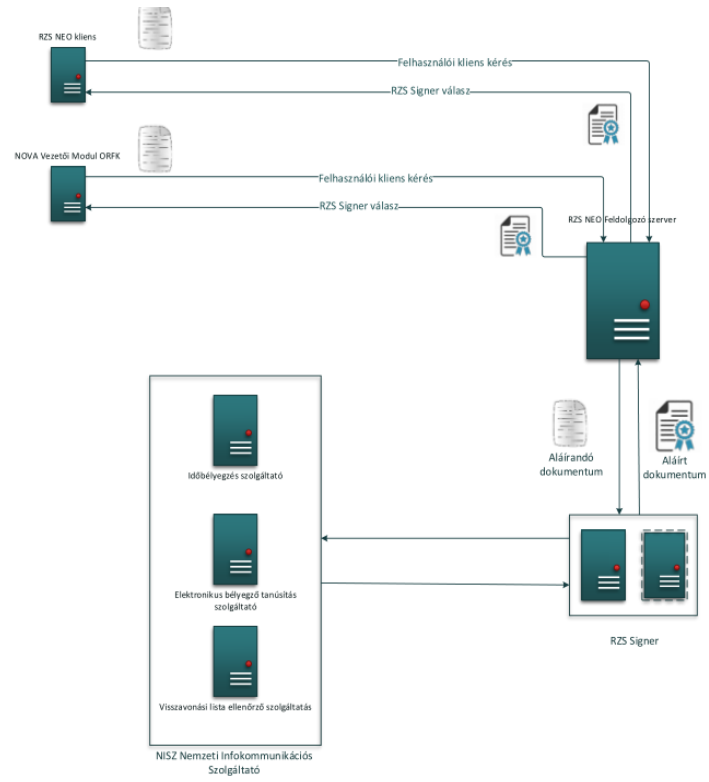 RZS NEO kliens
Felhasználói kliens kérés
RZS Signer válasz
NOVA Vezetői Modul ORFK
Felhasználói kliens kérés
RZS Signer válasz
RZS NEO Feldolgozó szerver
Aláírandó
dokumentum
Aláírt
dokumentum
Időbélyegzés szolgáltató
Elektronikus bélyegző tanúsítás
szolgáltató
Visszavonási lista ellenőrző szolgáltatás
RZS Signer
NISZ Nemzeti Infokommunikációs
Szolgáltató